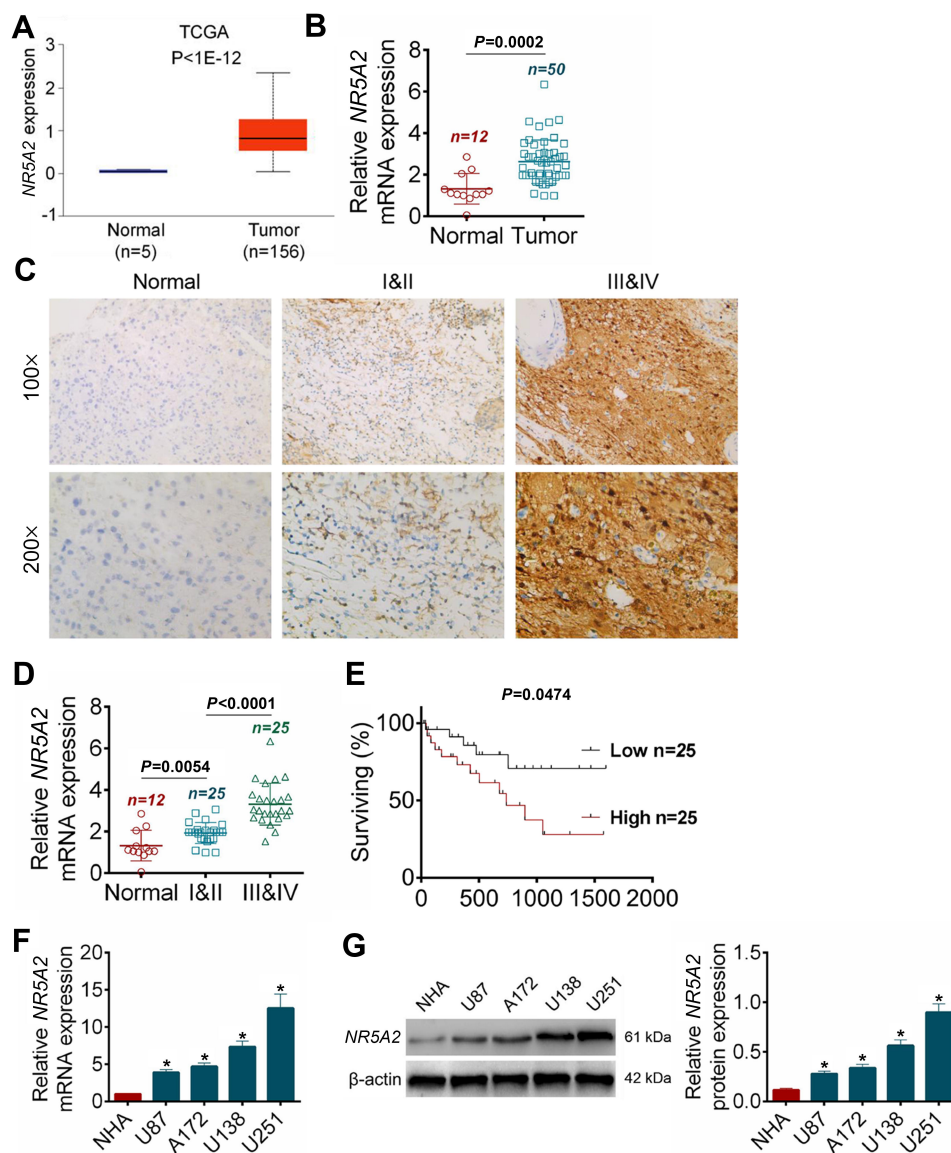 A
TCGA
P<1E-12
NR5A2 expression
3
2
1
0
-1
Normal
(n=5)
Tumor
(n=156)
B
P=0.0002
n=50
n=12
Relative NR5A2
mRNA expression
8
6
4
2
0
Normal
Tumor
C
Normal
I&II
III&IV
100×
200×
D
P<0.0001
n=25
P=0.0054
n=12
n=25
Relative NR5A2
mRNA expression
8
6
4
2
0
Normal
I&II
III&IV
E
P=0.0474
Surviving (%)
100
50
0
Low n=25
High n=25
0
500
1000
1500
2000
F
Relative NR5A2
mRNA expression
20
15
10
5
0
*
*
*
*
NHA
U87
A172
U138
U251
G
NHA
U87
A172
U138
U251
NR5A2
61 kDa
β-actin
42 kDa
Relative NR5A2
protein expression
1.5
1.0
0.5
0.0
*
*
*
*
NHA
U87
A172
U138
U251